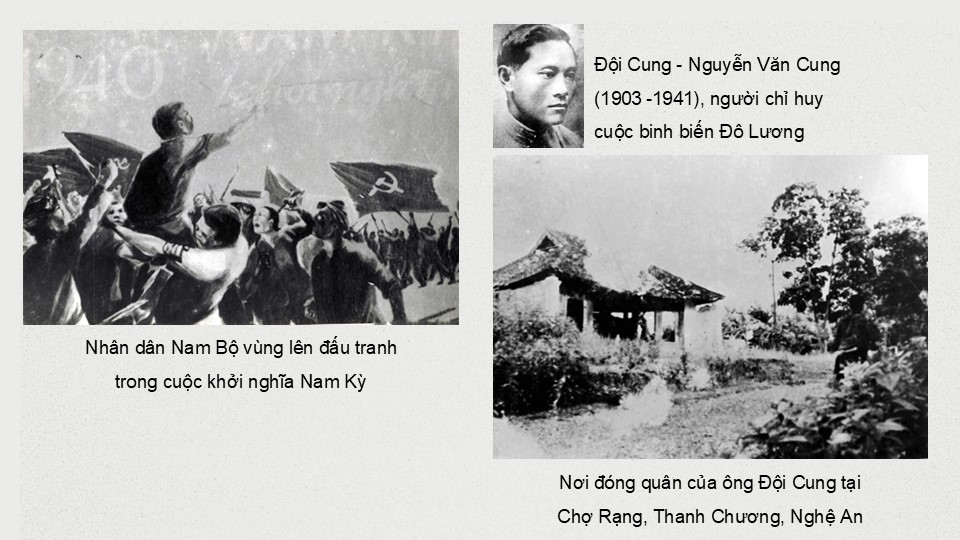 1940
Nhân dân Nam Bộ vùng lên đấu tranh
trong cuộc khởi nghĩa Nam Kỳ
Đội Cung - Nguyễn Văn Cung
(1903 -1941), người chỉ huy
cuộc binh biến Đô Lương
Nơi đóng quân của ông Đội Cung tại
Chợ Rạng, Thanh Chương, Nghệ An